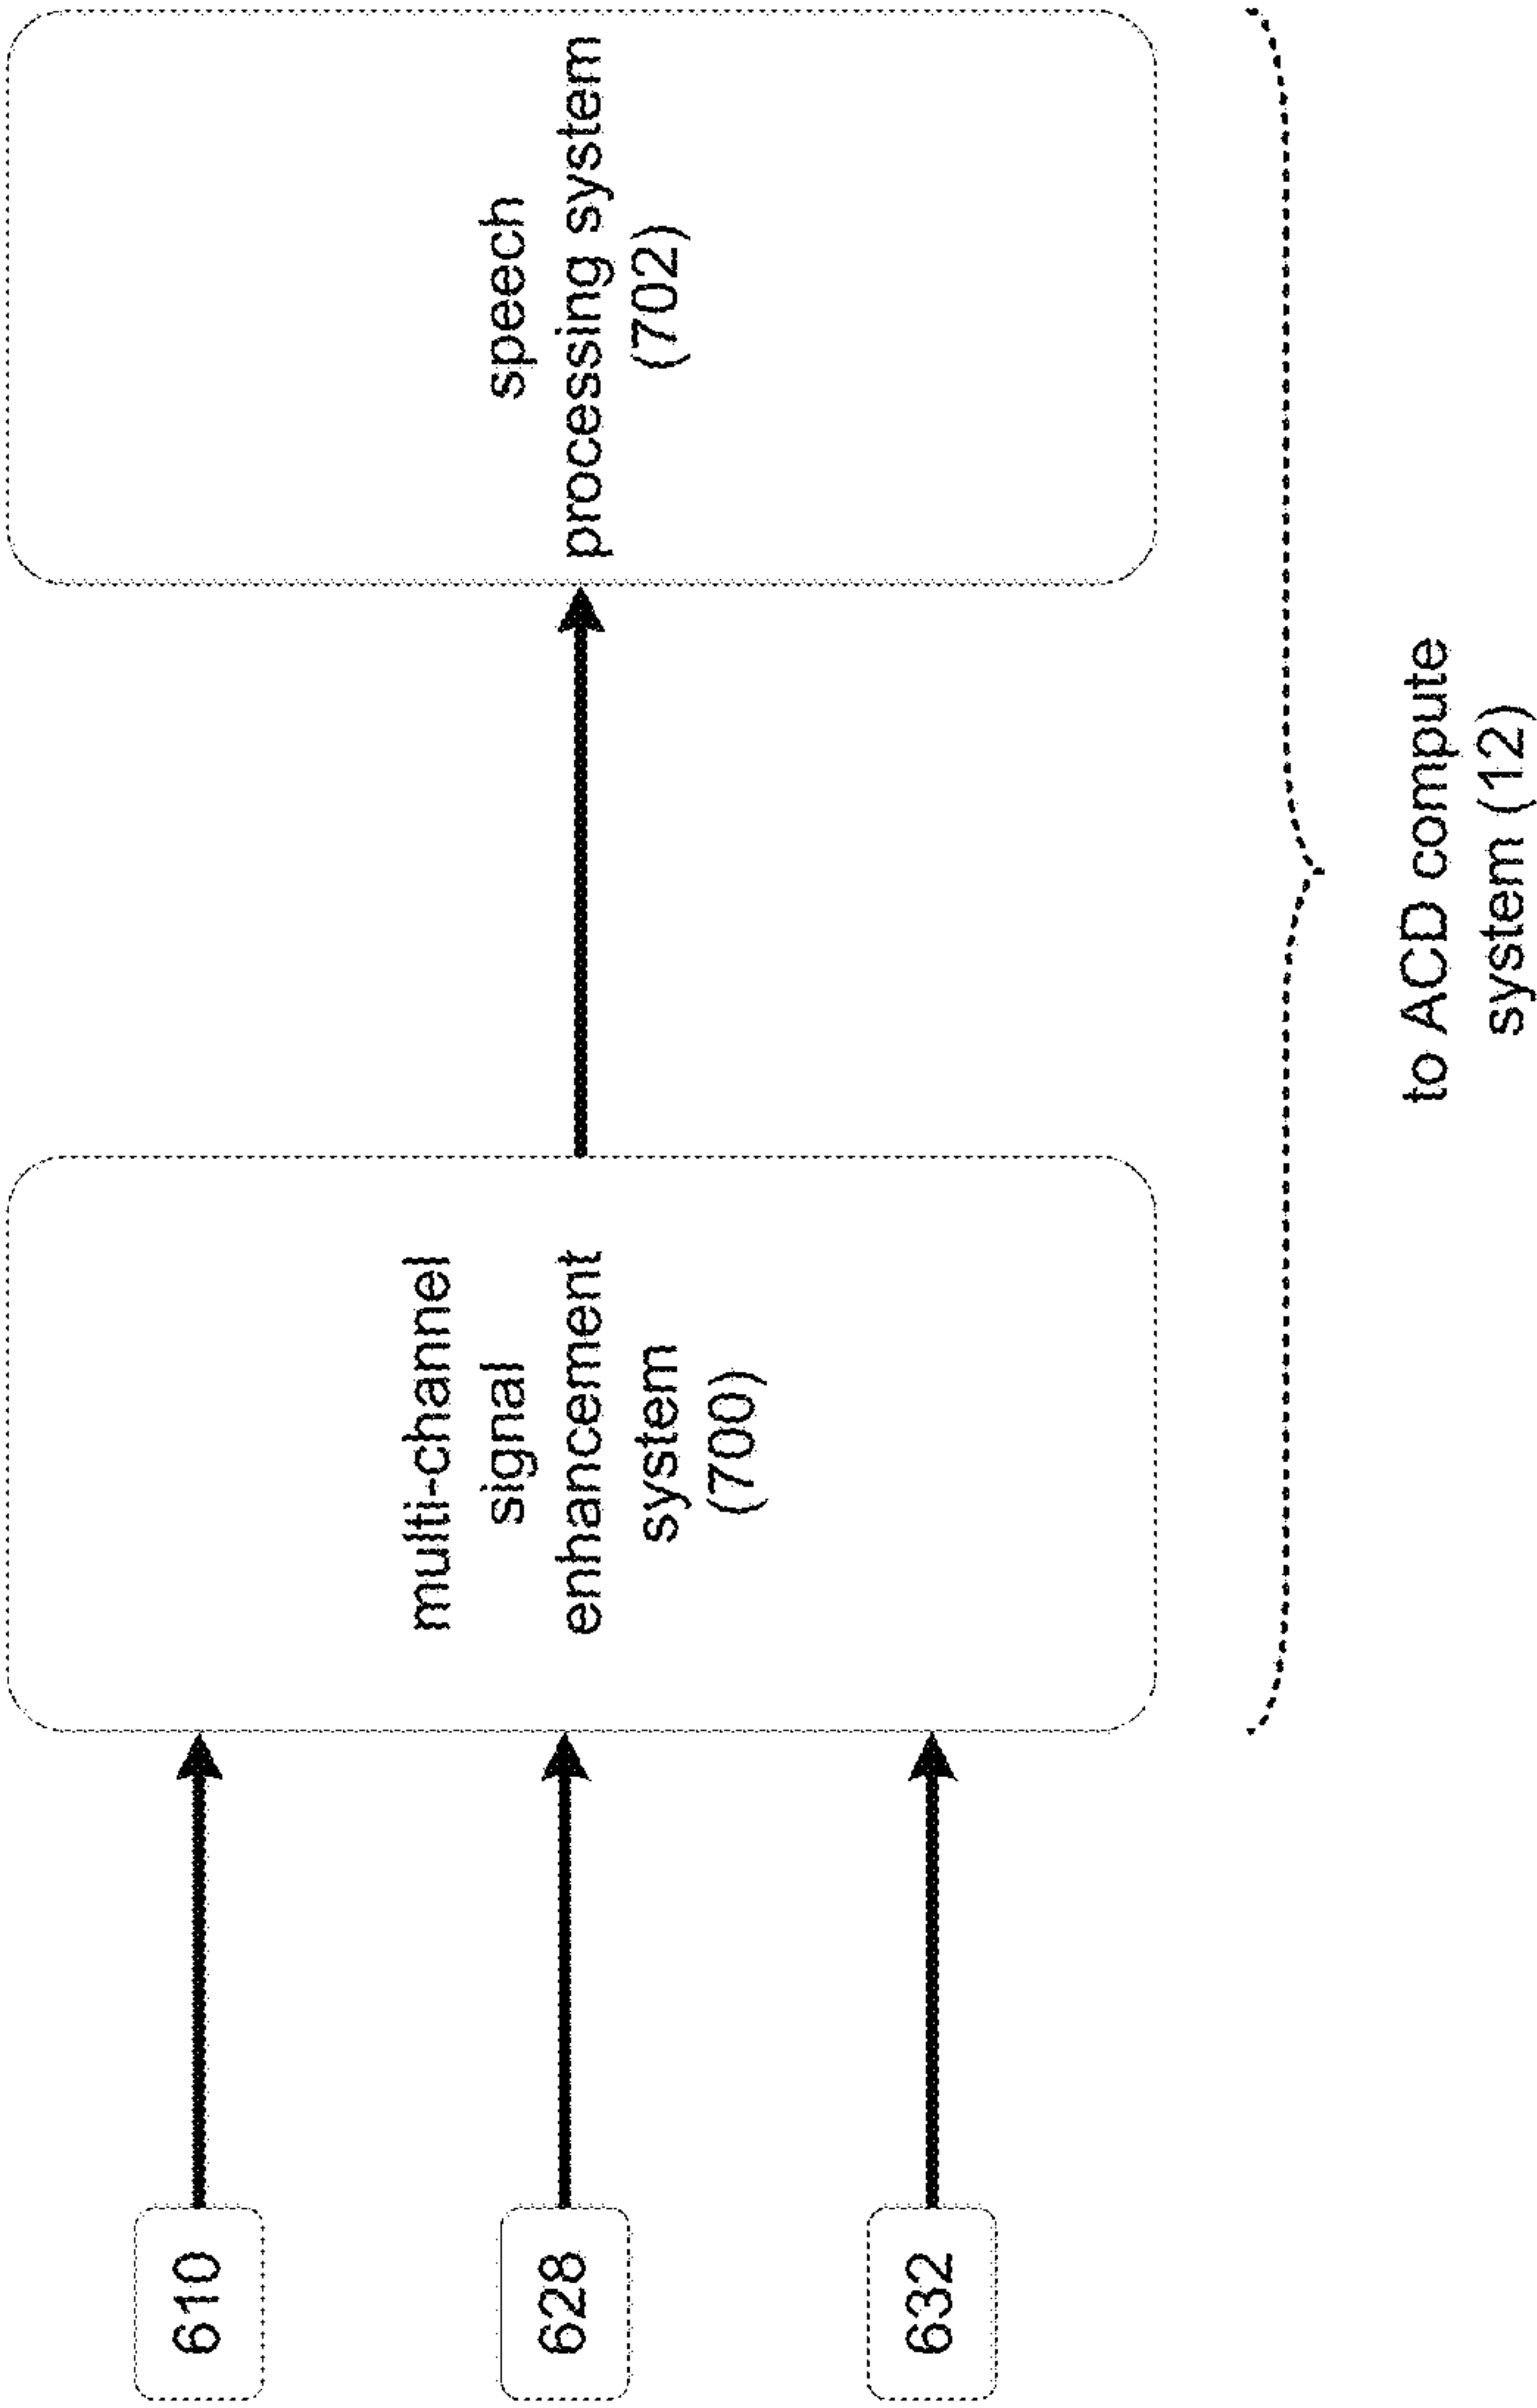 610
628
632
multi-channel
signal
enhancement
system
(700)
speech
processing system
(702)
to ACD compute
system (12)